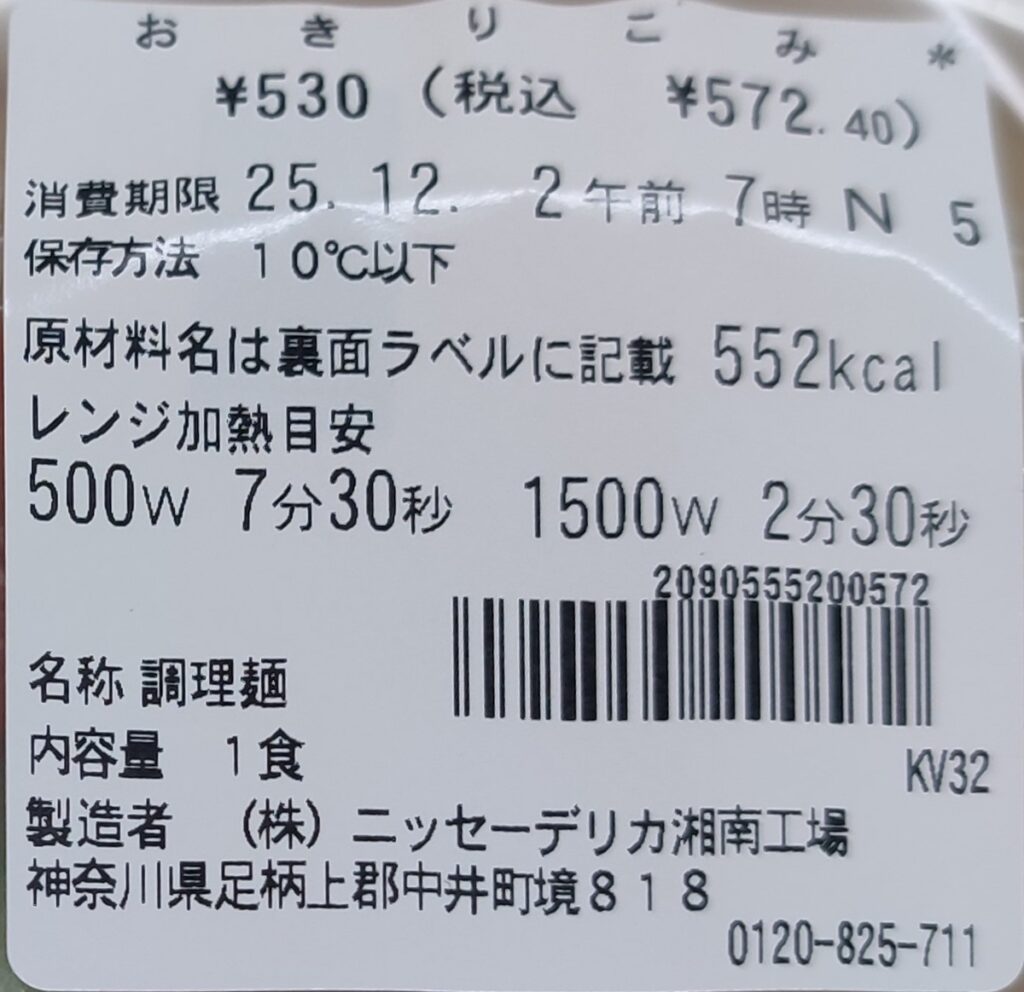 おきりこみ*
¥530 (税込 ¥572.40)
消費期限 25.12. 2午前 7時 N 5
保存方法 10℃以下
原材料名は裏面ラベルに記載 552kcal
レンジ加熱目安
500W 7分30秒 1500W 2分30秒
2090555200572
名称 調理麺
内容量 1食
KV32
製造者 (株)ニッセーデリカ湘南工場
神奈川県足柄上郡中井町境818
0120-825-711